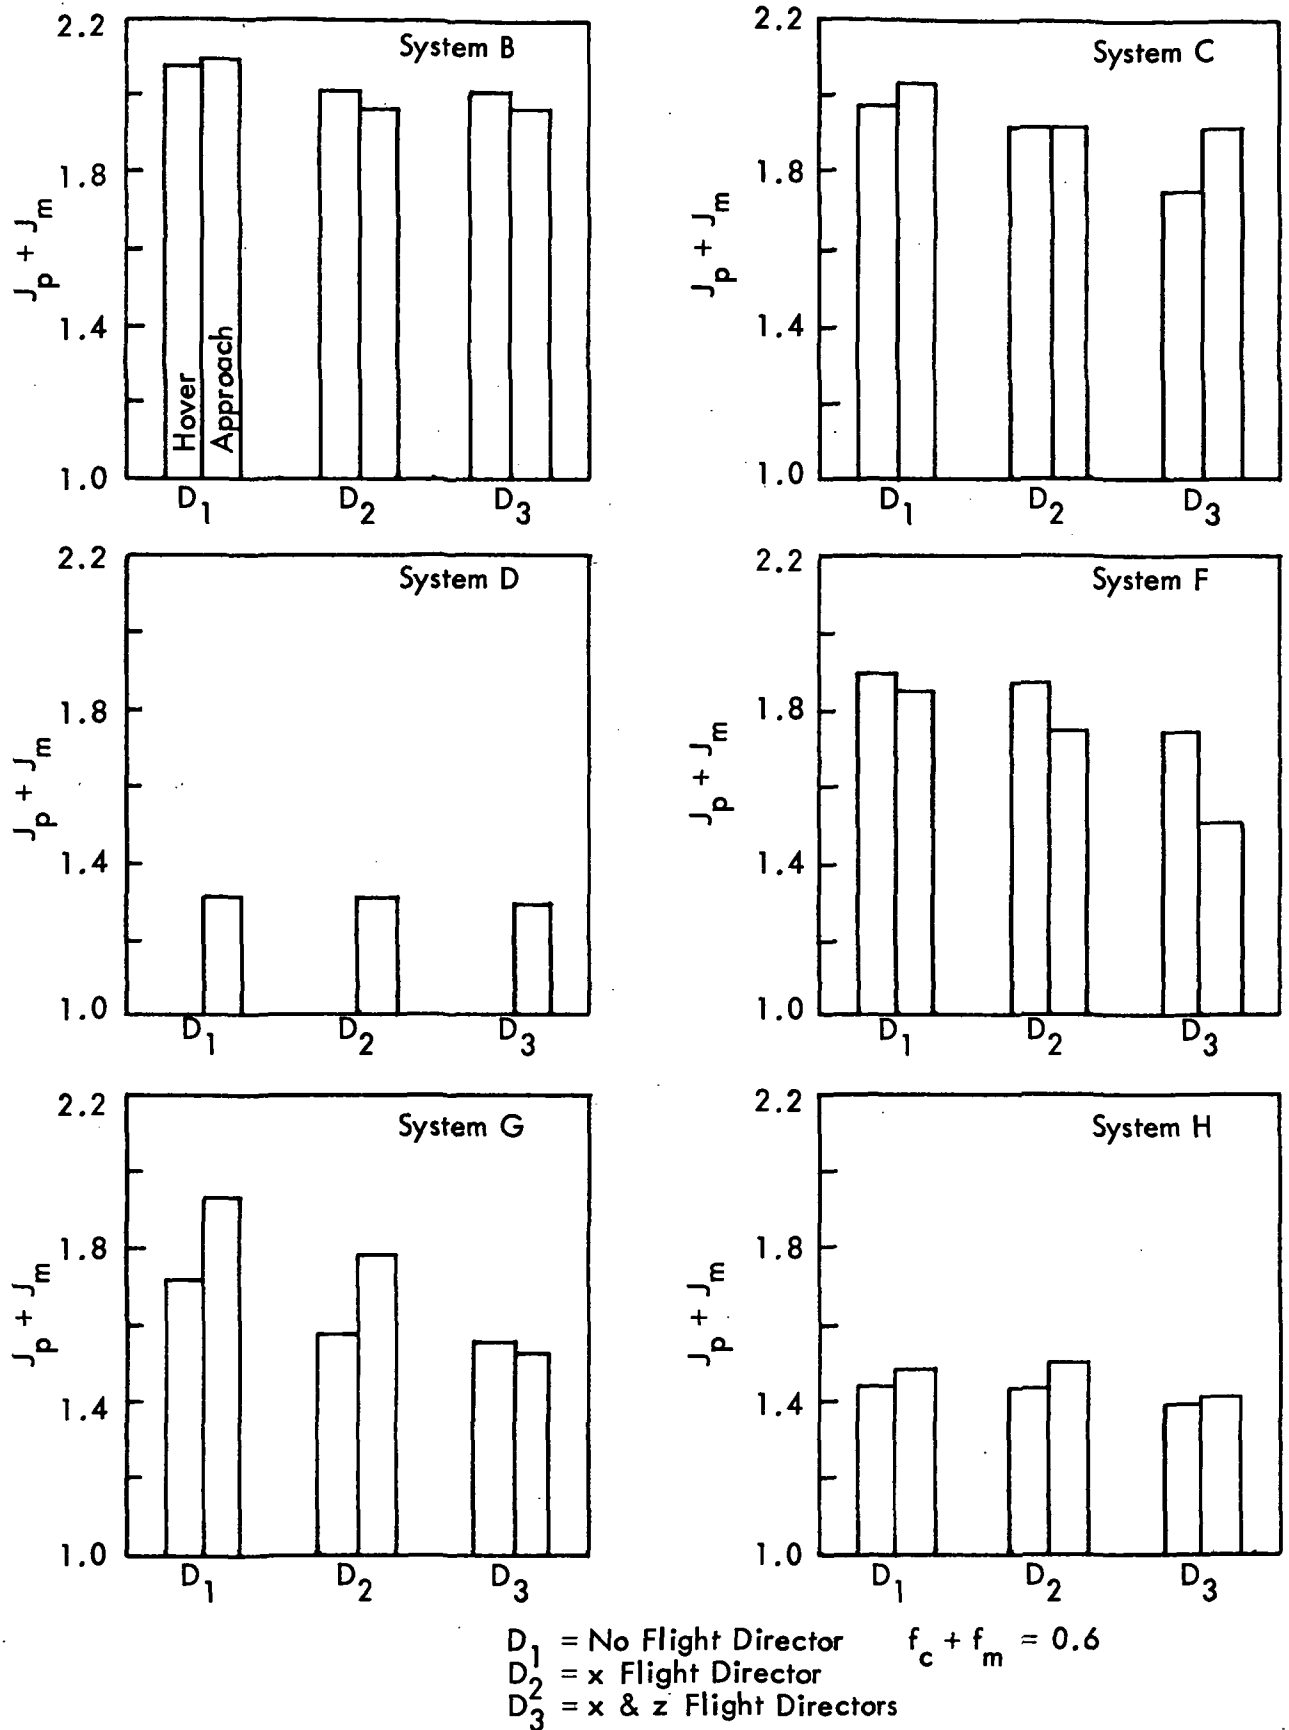 2.2
System B
1.8
1.4
1.0
J_p + J_m
Hover
Approach
D_1 D_2 D_3
2.2
System C
1.8
1.4
1.0
J_p + J_m
D_1 D_2 D_3
2.2
System D
1.8
1.4
1.0
J_p + J_m
D_1 D_2 D_3
2.2
System F
1.8
1.4
1.0
J_p + J_m
D_1 D_2 D_3
2.2
System G
1.8
1.4
1.0
J_p + J_m
D_1 D_2 D_3
2.2
System H
1.8
1.4
1.0
J_p + J_m
D_1 D_2 D_3
D_1 = No Flight Director f_c + f_m = 0.6
D_2 = x Flight Director
D_3 = x & z Flight Directors